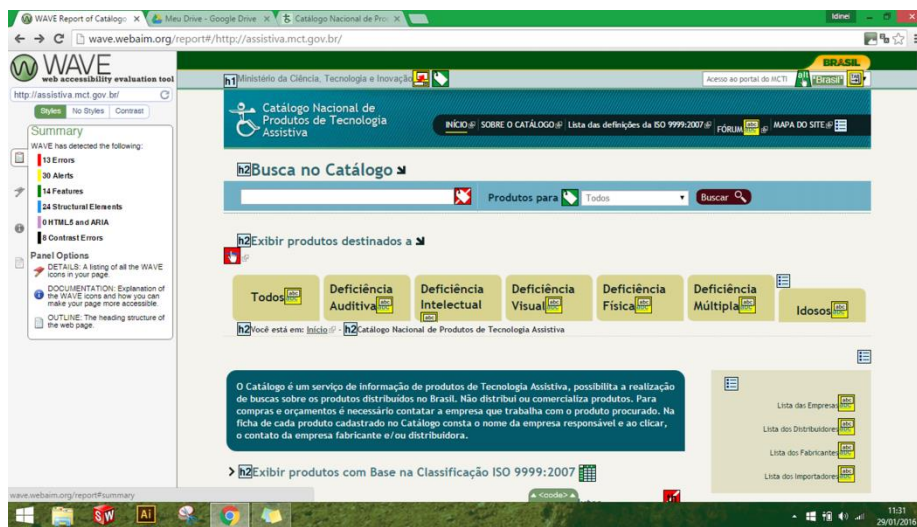 WAVE Report of Catálogo
Meu Drive - Google Drive
Catálogo Nacional de Pro
Idinei
wave.webaim.org/report#/http://assistiva.mct.gov.br/
WAVE
web accessibility evaluation tool
http://assistiva.mct.gov.br/
Styles No Styles Contrast
Summary
WAVE has detected the following:
13 Errors
30 Alerts
14 Features
24 Structural Elements
0 HTML5 and ARIA
8 Contrast Errors
Panel Options
DETAILS: A listing of all the WAVE
icons in your page.
DOCUMENTATION: Explanation of
the WAVE icons and how you can
make your page more accessible.
OUTLINE: The heading structure of
the web page.
BRASIL
h1 Ministério da Ciência, Tecnologia e Inovação
Acesso ao portal do MCTI
alt "Brasil"
Catálogo Nacional de
Produtos de Tecnologia
Assistiva
INÍCIO SOBRE O CATÁLOGO Lista das definições da ISO 9999:2007 FÓRUM MAPA DO SITE
h2 Busca no Catálogo
Produtos para Todos Buscar
h2 Exibir produtos destinados a
Todos
Deficiência
Auditiva
Deficiência
Intelectual
Deficiência
Visual
Deficiência
Física
Deficiência
Múltipla
Idosos
h2 Você está em: Início - h2 Catálogo Nacional de Produtos de Tecnologia Assistiva
O Catálogo é um serviço de informação de produtos de Tecnologia Assistiva, possibilita a realização
de buscas sobre os produtos distribuídos no Brasil. Não distribui ou comercializa produtos. Para
compras e orçamentos é necessário contatar a empresa que trabalha com o produto procurado. Na
ficha de cada produto cadastrado no Catálogo consta o nome da empresa responsável e ao clicar,
o contato da empresa fabricante e/ou distribuidora.
Lista das Empresas
Lista dos Distribuidores
Lista dos Fabricantes
Lista dos Importadores
h2 Exibir produtos com Base na Classificação ISO 9999:2007
<code>
wave.webaim.org/report#summary
SW
Ai
11:31
29/01/2016